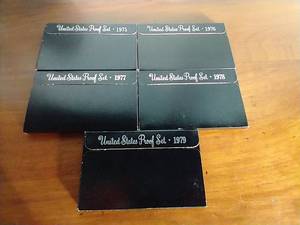 United States Proof Set · 1975
United States Proof Set · 1976
United States Proof Set · 1977
United States Proof Set · 1978
United States Proof Set · 1979